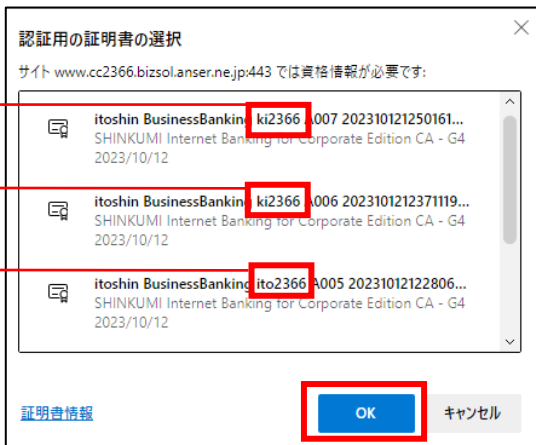 認証用の証明書の選択
サイト www.cc2366.bizsol.anser.ne.jp:443 では資格情報が必要です:
itoshin BusinessBanking ki2366 A007 202310121250161...
SHINKUMI Internet Banking for Corporate Edition CA - G4
2023/10/12
itoshin BusinessBanking ki2366 A006 2023101212371119...
SHINKUMI Internet Banking for Corporate Edition CA - G4
2023/10/12
itoshin BusinessBanking ito2366 A005 20231012122806...
SHINKUMI Internet Banking for Corporate Edition CA - G4
2023/10/12
証明書情報
OK
キャンセル